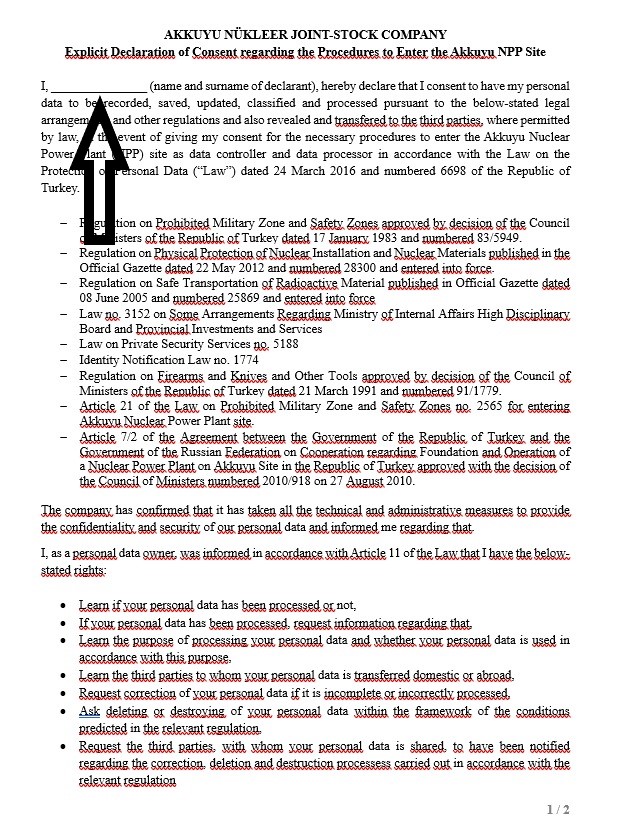 AKKUYU NÜKLEER JOINT-STOCK COMPANY
Explicit Declaration of Consent regarding the Procedures to Enter the Akkuyu NPP Site
I, ________________ (name and surname of declarant), hereby declare that I consent to have my personal
data to be recorded, saved, updated, classified and processed pursuant to the below-stated legal
arrangem and other regulations and also revealed and transfered to the third parties, where permitted
by law, event of giving my consent for the necessary procedures to enter the Akkuyu Nuclear
Power lant PP) site as data controller and data processor in accordance with the Law on the
Protect o ersonal Data (“Law”) dated 24 March 2016 and numbered 6698 of the Republic of
Turkey.
– Reg tion on Prohibited Military Zone and Safety Zones approved by decision of the Council
isters of the Republic of Turkey dated 17 January 1983 and numbered 83/5949.
– Regulation on Physical Protection of Nuclear Installation and Nuclear Materials published in the
Official Gazette dated 22 May 2012 and numbered 28300 and entered into force.
– Regulation on Safe Transportation of Radioactive Material published in Official Gazette dated
08 June 2005 and numbered 25869 and entered into force
– Law no. 3152 on Some Arrangements Regarding Ministry of Internal Affairs High Disciplinary
Board and Provincial Investments and Services
– Law on Private Security Services no. 5188
– Identity Notification Law no. 1774
– Regulation on Firearms and Knives and Other Tools approved by decision of the Council of
Ministers of the Republic of Turkey dated 21 March 1991 and numbered 91/1779.
– Article 21 of the Law on Prohibited Military Zone and Safety Zones no. 2565 for entering
Akkuyu Nuclear Power Plant site.
– Article 7/2 of the Agreement between the Government of the Republic of Turkey and the
Government of the Russian Federation on Cooperation regarding Foundation and Operation of
a Nuclear Power Plant on Akkuyu Site in the Republic of Turkey approved with the decision of
the Council of Ministers numbered 2010/918 on 27 August 2010.
The company has confirmed that it has taken all the technical and administrative measures to provide
the confidentiality and security of our personal data and informed me regarding that.
I, as a personal data owner, was informed in accordance with Article 11 of the Law that I have the below-
stated rights:
• Learn if your personal data has been processed or not,
• If your personal data has been processed, request information regarding that,
• Learn the purpose of processing your personal data and whether your personal data is used in
accordance with this purpose,
• Learn the third parties to whom your personal data is transferred domestic or abroad,
• Request correction of your personal data if it is incomplete or incorrectly processed,
• Ask deleting or destroying of your personal data within the framework of the conditions
predicted in the relevant regulation,
• Request the third parties, with whom your personal data is shared, to have been notified
regarding the correction, deletion and destruction processess carried out in accordance with the
relevant regulation
1 / 2